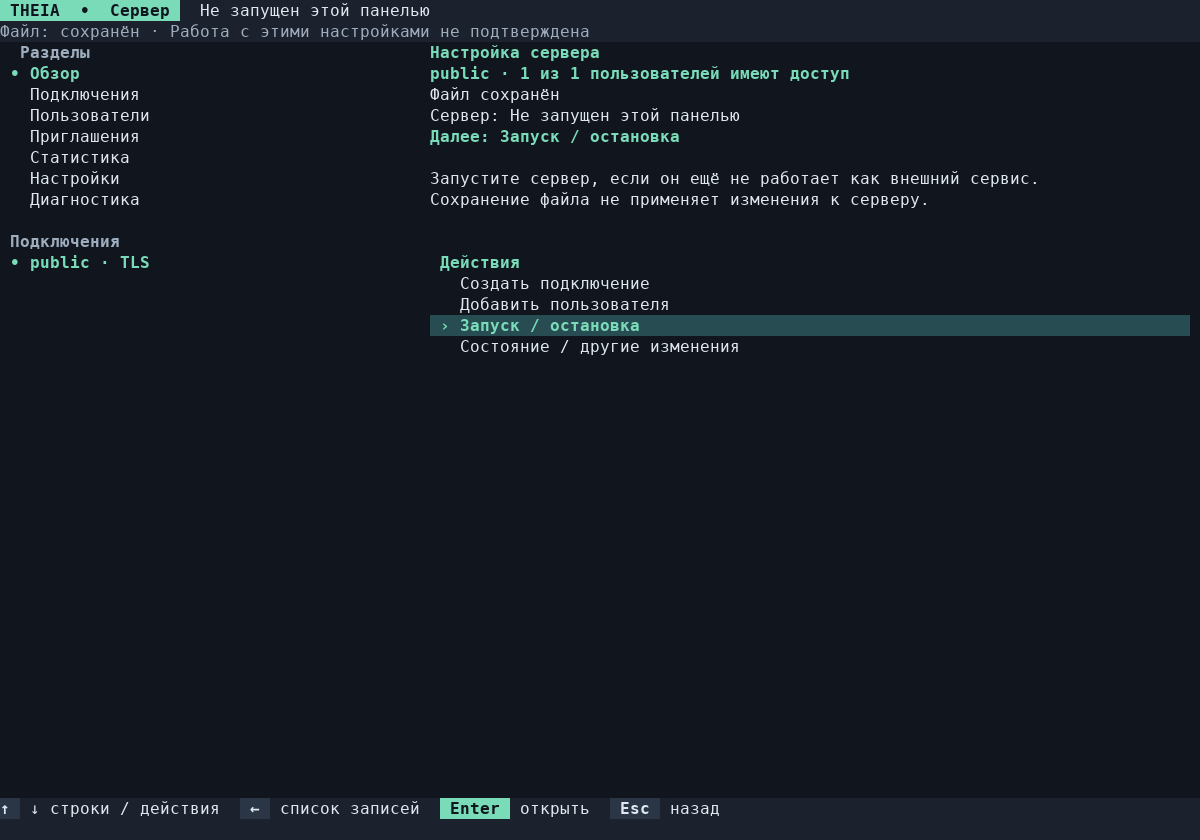 THEIA • Сервер Не запущен этой панелью
Файл: сохранён · Работа с этими настройками не подтверждена
Разделы
• Обзор
Подключения
Пользователи
Приглашения
Статистика
Настройки
Диагностика
Подключения
• public · TLS
Настройка сервера
public · 1 из 1 пользователей имеют доступ
Файл сохранён
Сервер: Не запущен этой панелью
Далее: Запуск / остановка
Запустите сервер, если он ещё не работает как внешний сервис.
Сохранение файла не применяет изменения к серверу.
Действия
Создать подключение
Добавить пользователя
› Запуск / остановка
Состояние / другие изменения
↑ ↓ строки / действия ← список записей Enter открыть Esc назад